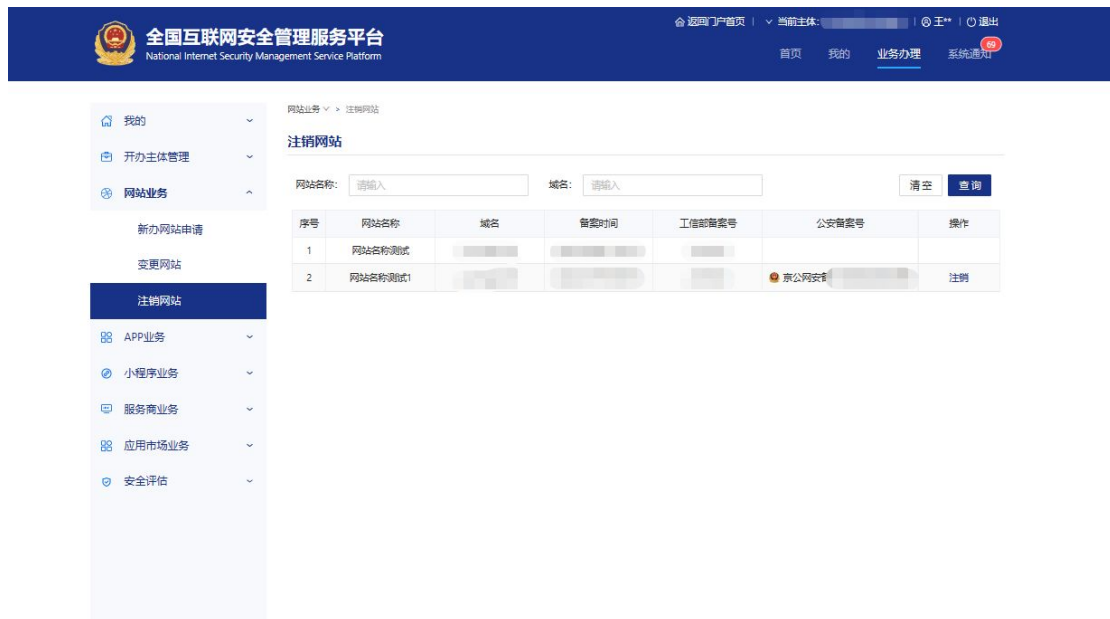 全国互联网安全管理服务平台
National Internet Security Management Service Platform
返回门户首页 | 当前主体: | 王** | 退出
首页 我的 业务办理 系统通知 69
我的
开办主体管理
网站业务
新办网站申请
变更网站
注销网站
APP业务
小程序业务
服务商业务
应用市场业务
安全评估
网站业务 > 注销网站
注销网站
网站名称: 请输入 域名: 请输入 清空 查询
序号 网站名称 域名 备案时间 工信部备案号 公安备案号 操作
1 网站名称测试
2 网站名称测试1 京公网安备 注销